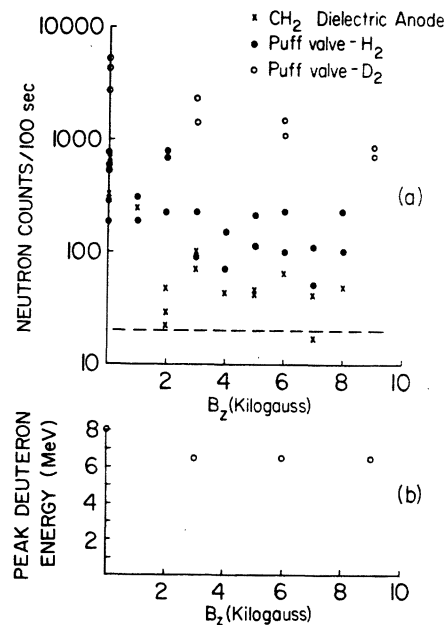 x CH₂ Dielectric Anode
• Puff valve-H₂
○ Puff valve-D₂
10000
1000
100
10
NEUTRON COUNTS/100 sec
(a)
2 4 6 8 10
B_z (Kilogauss)
8
6
4
2
PEAK DEUTERON
ENERGY (MeV)
(b)
0 2 4 6 8 10
B_z (Kilogauss)